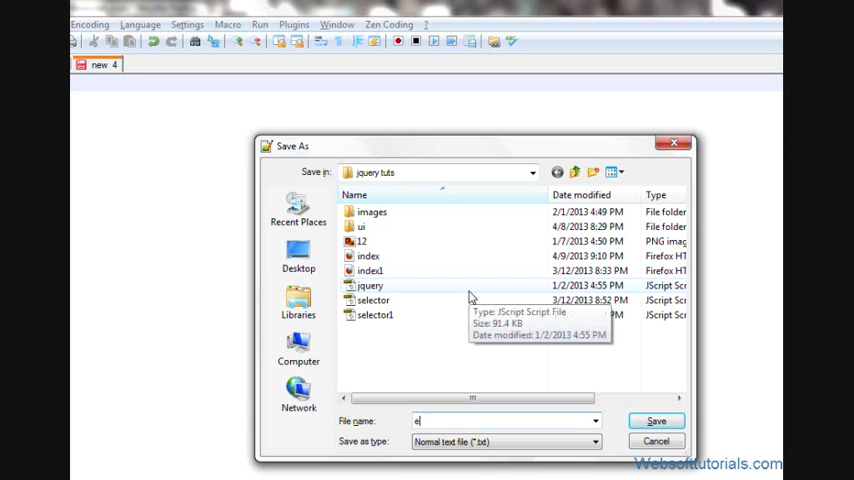 Encoding Language Settings Macro Run Plugins Window Zen Coding ?
new 4
Save As
Save in: jquery tuts
Name Date modified Type
images 2/1/2013 4:49 PM File folder
ui 4/8/2013 8:29 PM File folder
12 1/7/2013 4:50 PM PNG imag
index 4/9/2013 9:10 PM Firefox HT
index1 3/12/2013 8:33 PM Firefox HT
jquery 1/2/2013 4:55 PM JScript Scr
selector 3/12/2013 8:52 PM JScript Scr
selector1 PM JScript Scr
Type: JScript Script File
Size: 91.4 KB
Date modified: 1/2/2013 4:55 PM
Recent Places
Desktop
Libraries
Computer
Network
File name: e Save
Save as type: Normal text file (*.txt) Cancel
Websofttutorials.com